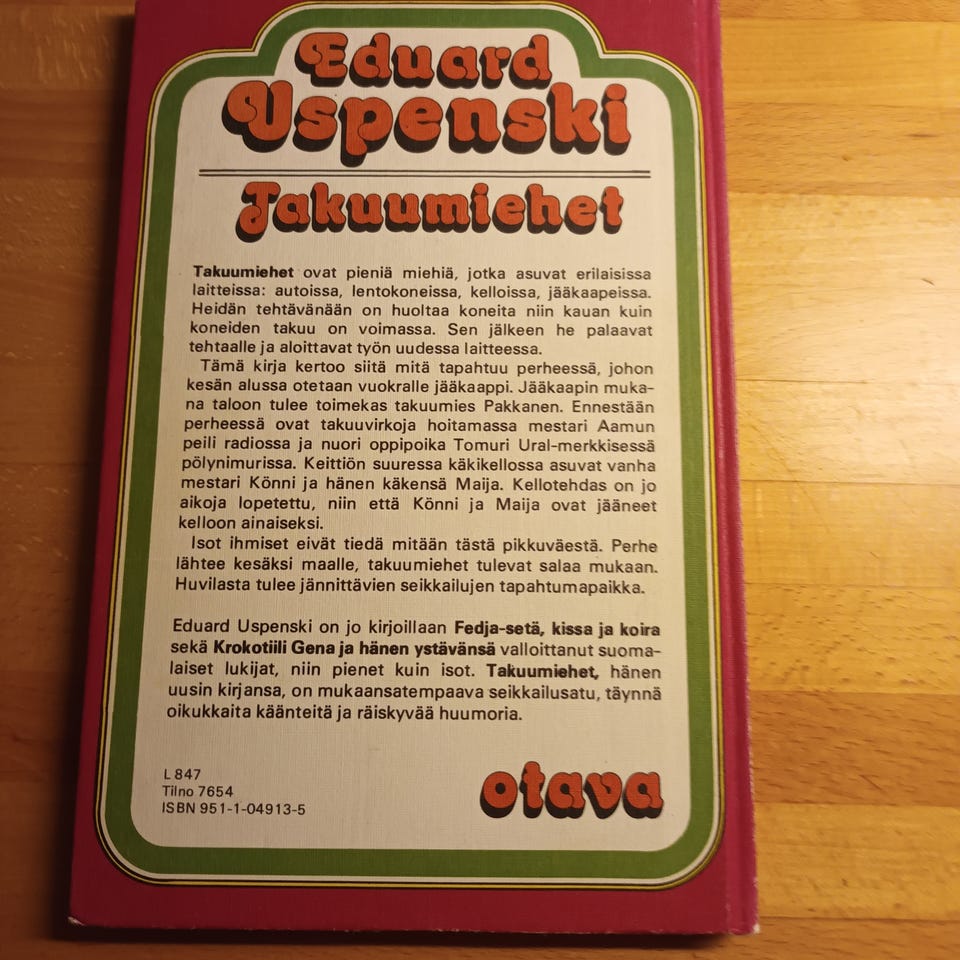 Eduard
Uspenski
Takuumiehet
Takuumiehet ovat pieniä miehiä, jotka asuvat erilaisissa
laitteissa: autoissa, lentokoneissa, kelloissa, jääkaapeissa.
Heidän tehtävänään on huoltaa koneita niin kauan kuin
koneiden takuu on voimassa. Sen jälkeen he palaavat
tehtaalle ja aloittavat työn uudessa laitteessa.
Tämä kirja kertoo siitä mitä tapahtuu perheessä, johon
kesän alussa otetaan vuokralle jääkaappi. Jääkaapin muka-
na taloon tulee toimekas takuumies Pakkanen. Ennestään
perheessä ovat takuuvirkoja hoitamassa mestari Aamun
peili radiossa ja nuori oppipoika Tomuri Ural-merkkisessä
pölynimurissa. Keittiön suuressa käkikellossa asuvat vanha
mestari Könni ja hänen käkensä Maija. Kellotehdas on jo
aikoja lopetettu, niin että Könni ja Maija ovat jääneet
kelloon ainaiseksi.
Isot ihmiset eivät tiedä mitään tästä pikkuväestä. Perhe
lähtee kesäksi maalle, takuumiehet tulevat salaa mukaan.
Huvilasta tulee jännittävien seikkailujen tapahtumapaikka.
Eduard Uspenski on jo kirjoillaan Fedja-setä, kissa ja koira
sekä Krokotiili Gena ja hänen ystävänsä valloittanut suoma-
laiset lukijat, niin pienet kuin isot. Takuumiehet, hänen
uusin kirjansa, on mukaansatempaava seikkailusatu, täynnä
oikukkaita käänteitä ja räiskyvää huumoria.
L 847
Tilno 7654
ISBN 951-1-04913-5
otava